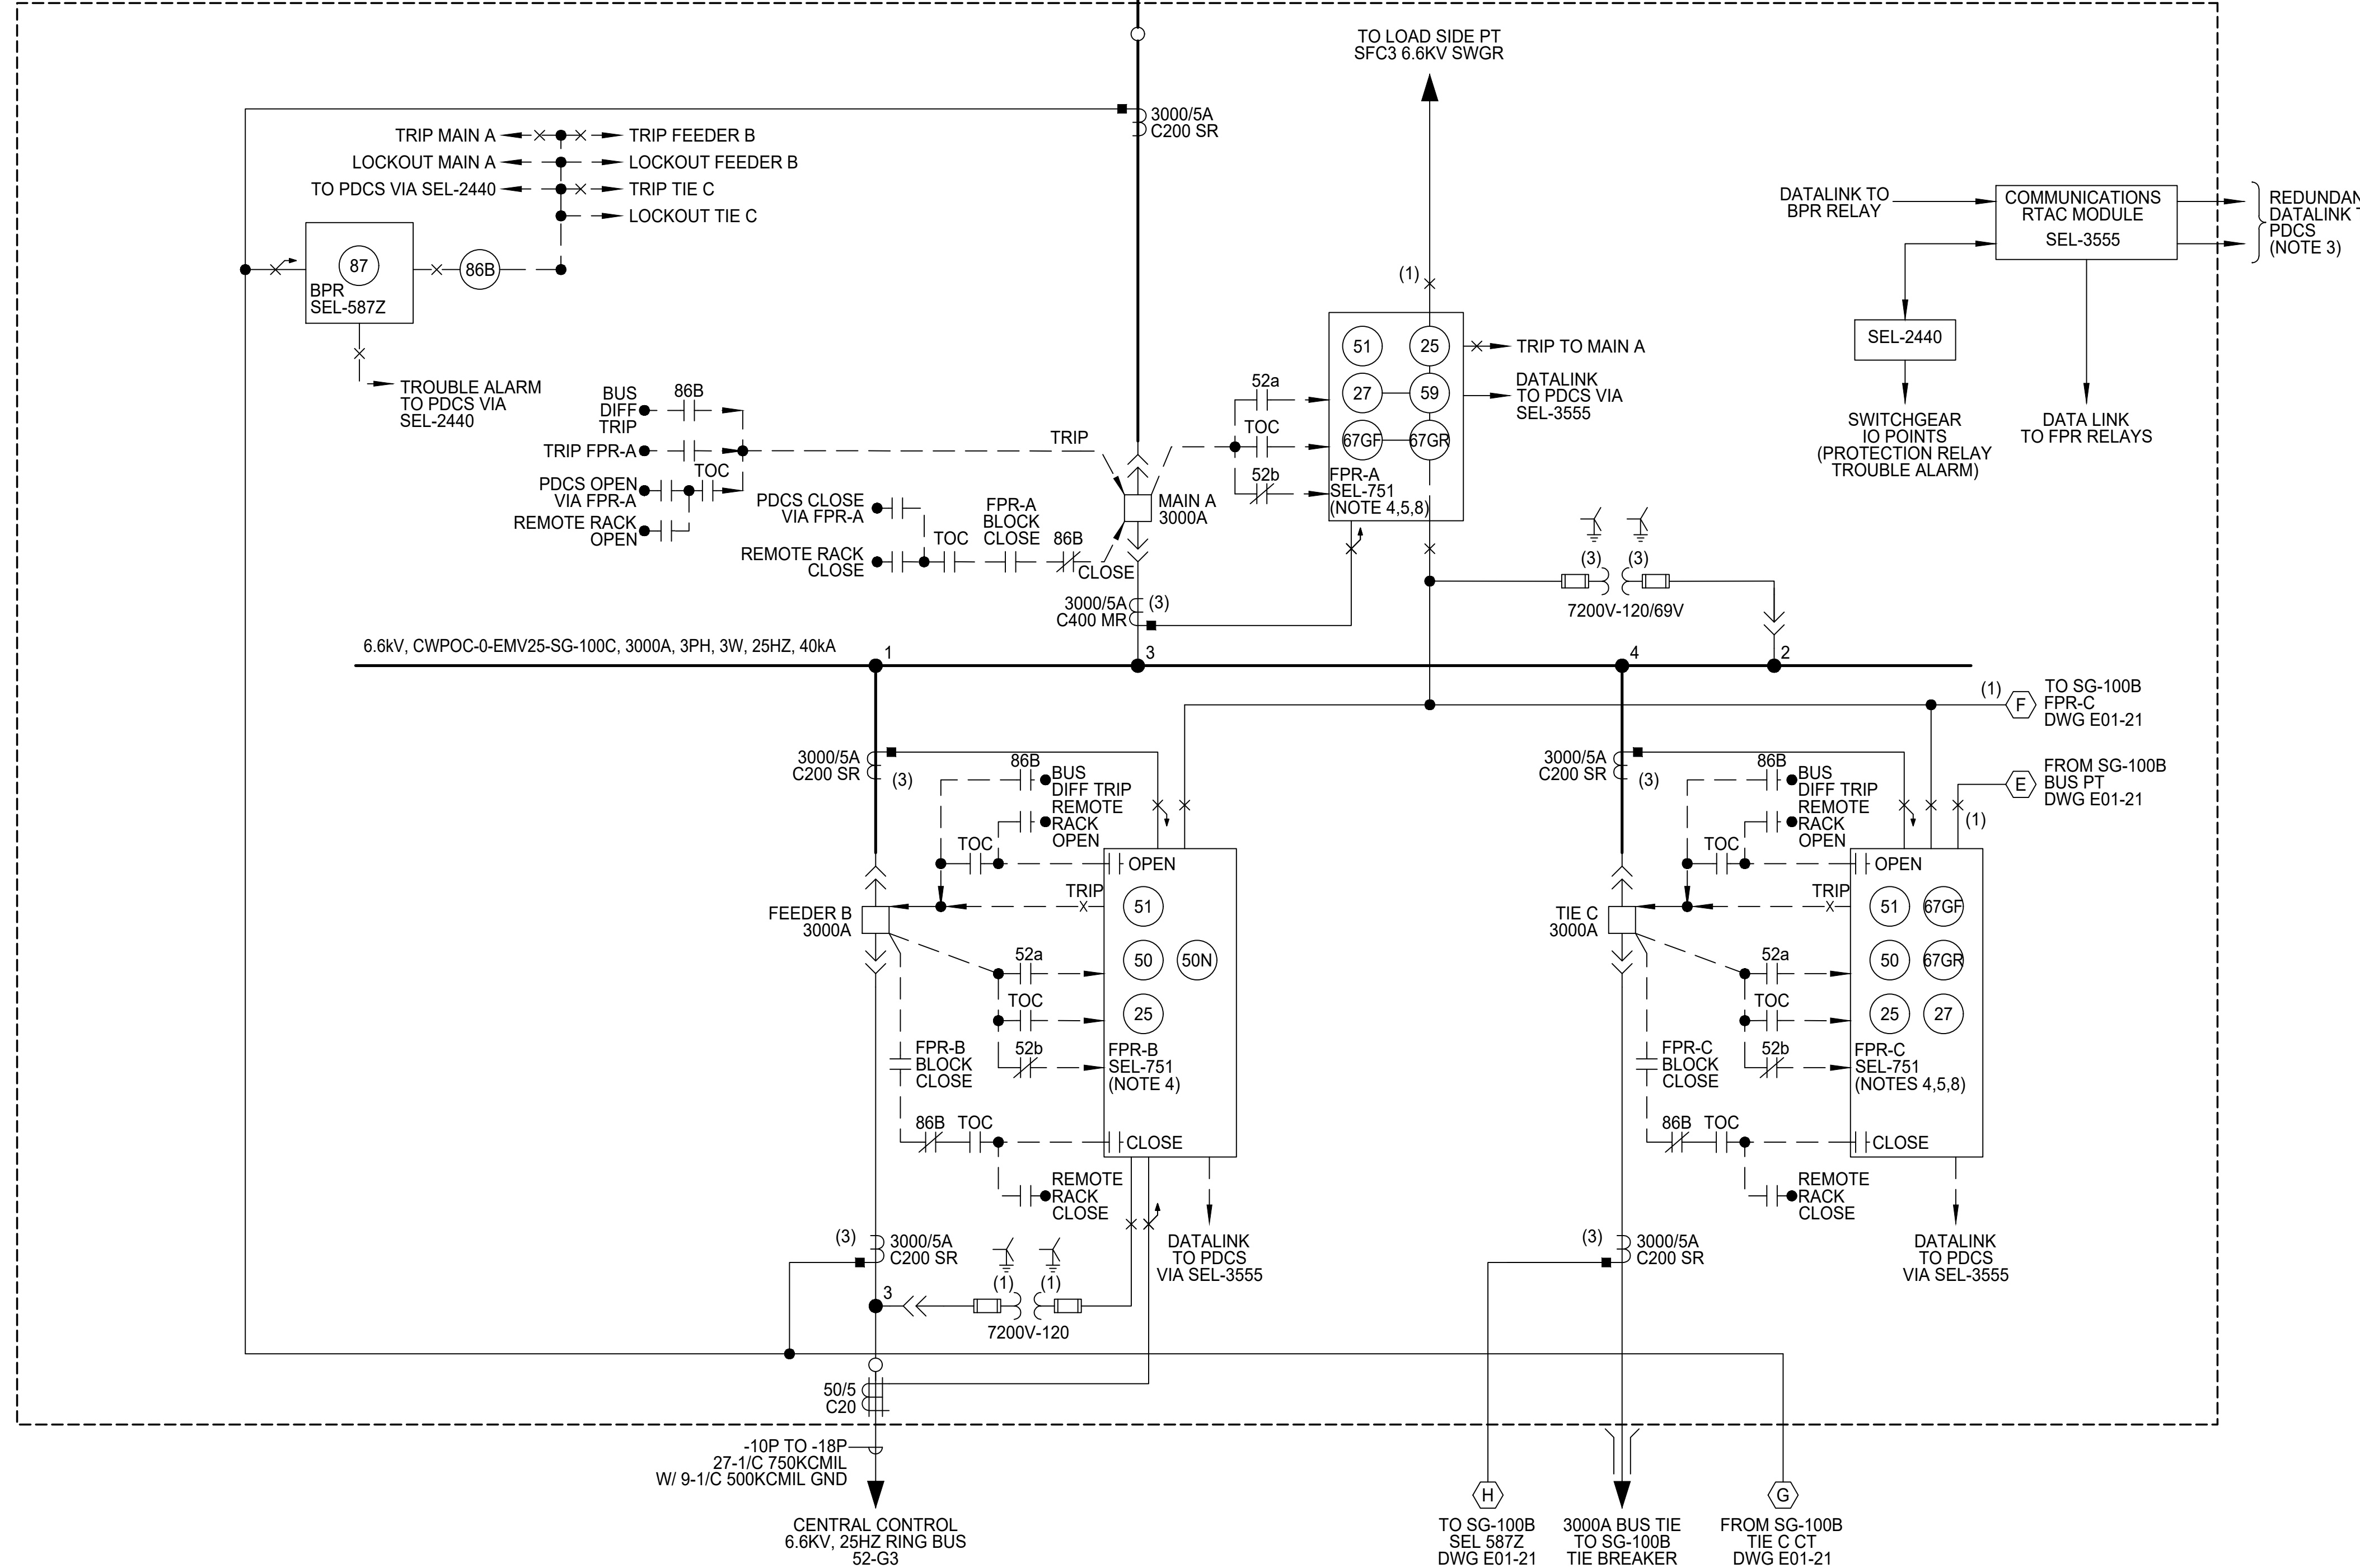 TO LOAD SIDE PT
SFC3 6.6KV SWGR
3000/5A
C200 SR
TRIP MAIN A
TRIP FEEDER B
LOCKOUT MAIN A
LOCKOUT FEEDER B
TO PDCS VIA SEL-2440
TRIP TIE C
LOCKOUT TIE C
87
BPR
SEL-587Z
86B
TROUBLE ALARM
TO PDCS VIA
SEL-2440
DATALINK TO
BPR RELAY
COMMUNICATIONS
RTAC MODULE
SEL-3555
REDUNDAN
DATALINK T
PDCS
(NOTE 3)
SEL-2440
SWITCHGEAR
IO POINTS
(PROTECTION RELAY
TROUBLE ALARM)
DATA LINK
TO FPR RELAYS
(1)
51
25
27
59
67GF
67GR
FPR-A
SEL-751
(NOTE 4,5,8)
TRIP TO MAIN A
DATALINK
TO PDCS VIA
SEL-3555
52a
TOC
52b
BUS
DIFF
TRIP
86B
TRIP FPR-A
TOC
PDCS OPEN
VIA FPR-A
REMOTE RACK
OPEN
TRIP
PDCS CLOSE
VIA FPR-A
REMOTE RACK
CLOSE
TOC
FPR-A
BLOCK
CLOSE
86B
CLOSE
MAIN A
3000A
3000/5A
C400 MR
(3)
(3)
(3)
7200V-120/69V
6.6kV, CWPOC-0-EMV25-SG-100C, 3000A, 3PH, 3W, 25HZ, 40kA
1
3
4
2
(1)
F
TO SG-100B
FPR-C
DWG E01-21
E
FROM SG-100B
BUS PT
DWG E01-21
(1)
3000/5A
C200 SR
(3)
86B
BUS
DIFF TRIP
REMOTE
RACK
OPEN
TOC
OPEN
TRIP
FEEDER B
3000A
51
50
50N
25
52a
TOC
52b
FPR-B
SEL-751
(NOTE 4)
FPR-B
BLOCK
CLOSE
86B
TOC
CLOSE
REMOTE
RACK
CLOSE
DATALINK
TO PDCS
VIA SEL-3555
(3)
3000/5A
C200 SR
3
(1)
(1)
7200V-120
50/5
C20
-10P TO -18P
27-1/C 750KCMIL
W/ 9-1/C 500KCMIL GND
CENTRAL CONTROL
6.6KV, 25HZ RING BUS
52-G3
3000/5A
C200 SR
(3)
86B
BUS
DIFF TRIP
REMOTE
RACK
OPEN
TOC
OPEN
TRIP
TIE C
3000A
51
67GF
50
67GR
25
27
52a
TOC
52b
FPR-C
SEL-751
(NOTES 4,5,8)
FPR-C
BLOCK
CLOSE
86B
TOC
CLOSE
REMOTE
RACK
CLOSE
DATALINK
TO PDCS
VIA SEL-3555
(3)
3000/5A
C200 SR
H
TO SG-100B
SEL 587Z
DWG E01-21
3000A BUS TIE
TO SG-100B
TIE BREAKER
G
FROM SG-100B
TIE C CT
DWG E01-21